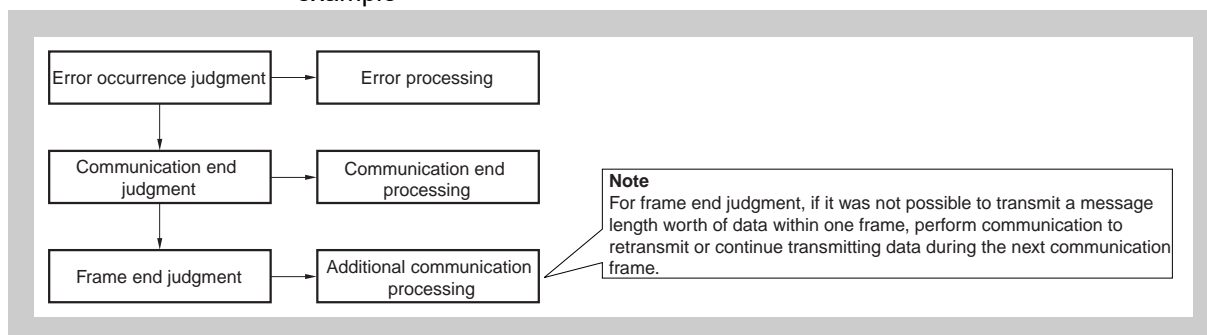 example
Error occurrence judgment
Error processing
Communication end
judgment
Communication end
processing
Note
For frame end judgment, if it was not possible to transmit a message
length worth of data within one frame, perform communication to
retransmit or continue transmitting data during the next communication
frame.
Frame end judgment
Additional communication
processing